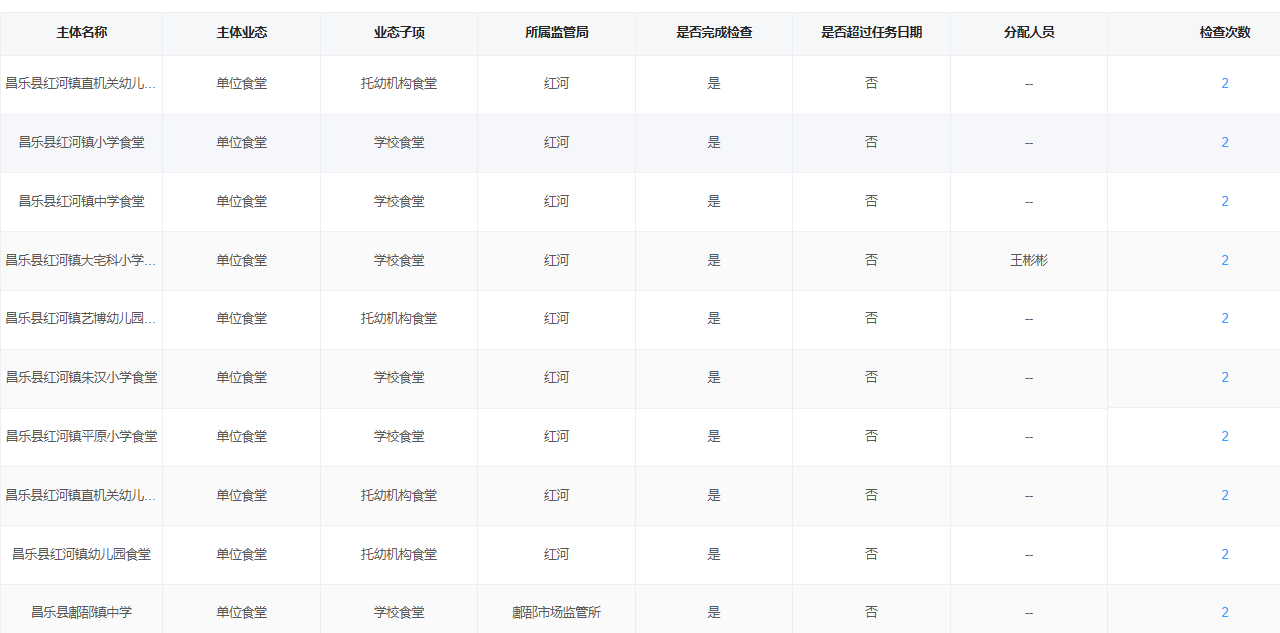 主体名称 主体业态 业态子项 所属监管局 是否完成检查 是否超过任务日期 分配人员 检查次数
昌乐县红河镇直机关幼儿... 单位食堂 托幼机构食堂 红河 是 否 -- 2
昌乐县红河镇小学食堂 单位食堂 学校食堂 红河 是 否 -- 2
昌乐县红河镇中学食堂 单位食堂 学校食堂 红河 是 否 -- 2
昌乐县红河镇大宅科小学... 单位食堂 学校食堂 红河 是 否 王彬彬 2
昌乐县红河镇艺博幼儿园... 单位食堂 托幼机构食堂 红河 是 否 -- 2
昌乐县红河镇朱汉小学食堂 单位食堂 学校食堂 红河 是 否 -- 2
昌乐县红河镇平原小学食堂 单位食堂 学校食堂 红河 是 否 -- 2
昌乐县红河镇直机关幼儿... 单位食堂 托幼机构食堂 红河 是 否 -- 2
昌乐县红河镇幼儿园食堂 单位食堂 托幼机构食堂 红河 是 否 -- 2
昌乐县鄌郚镇中学 单位食堂 学校食堂 鄌郚市场监管所 是 否 -- 2